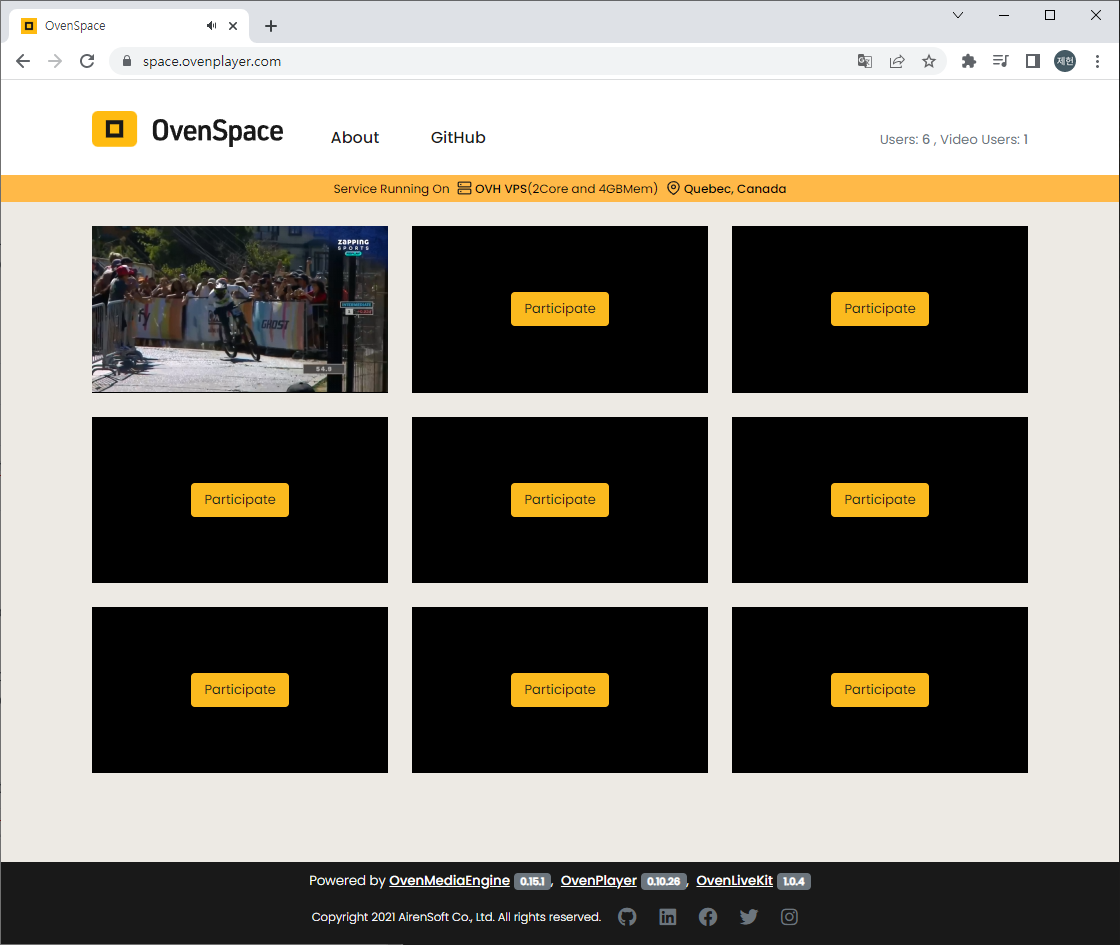 OvenSpace
space.ovenplayer.com
제헌
OvenSpace About GitHub Users: 6 , Video Users: 1
Service Running On OVH VPS(2Core and 4GBMem) Quebec, Canada
ZAPPING
SPORTS
GHOST
54.8
Participate Participate
Participate Participate Participate
Participate Participate Participate
Powered by OvenMediaEngine 0.15.1, OvenPlayer 0.10.26, OvenLiveKit 1.0.4
Copyright 2021 AirenSoft Co., Ltd. All rights reserved.